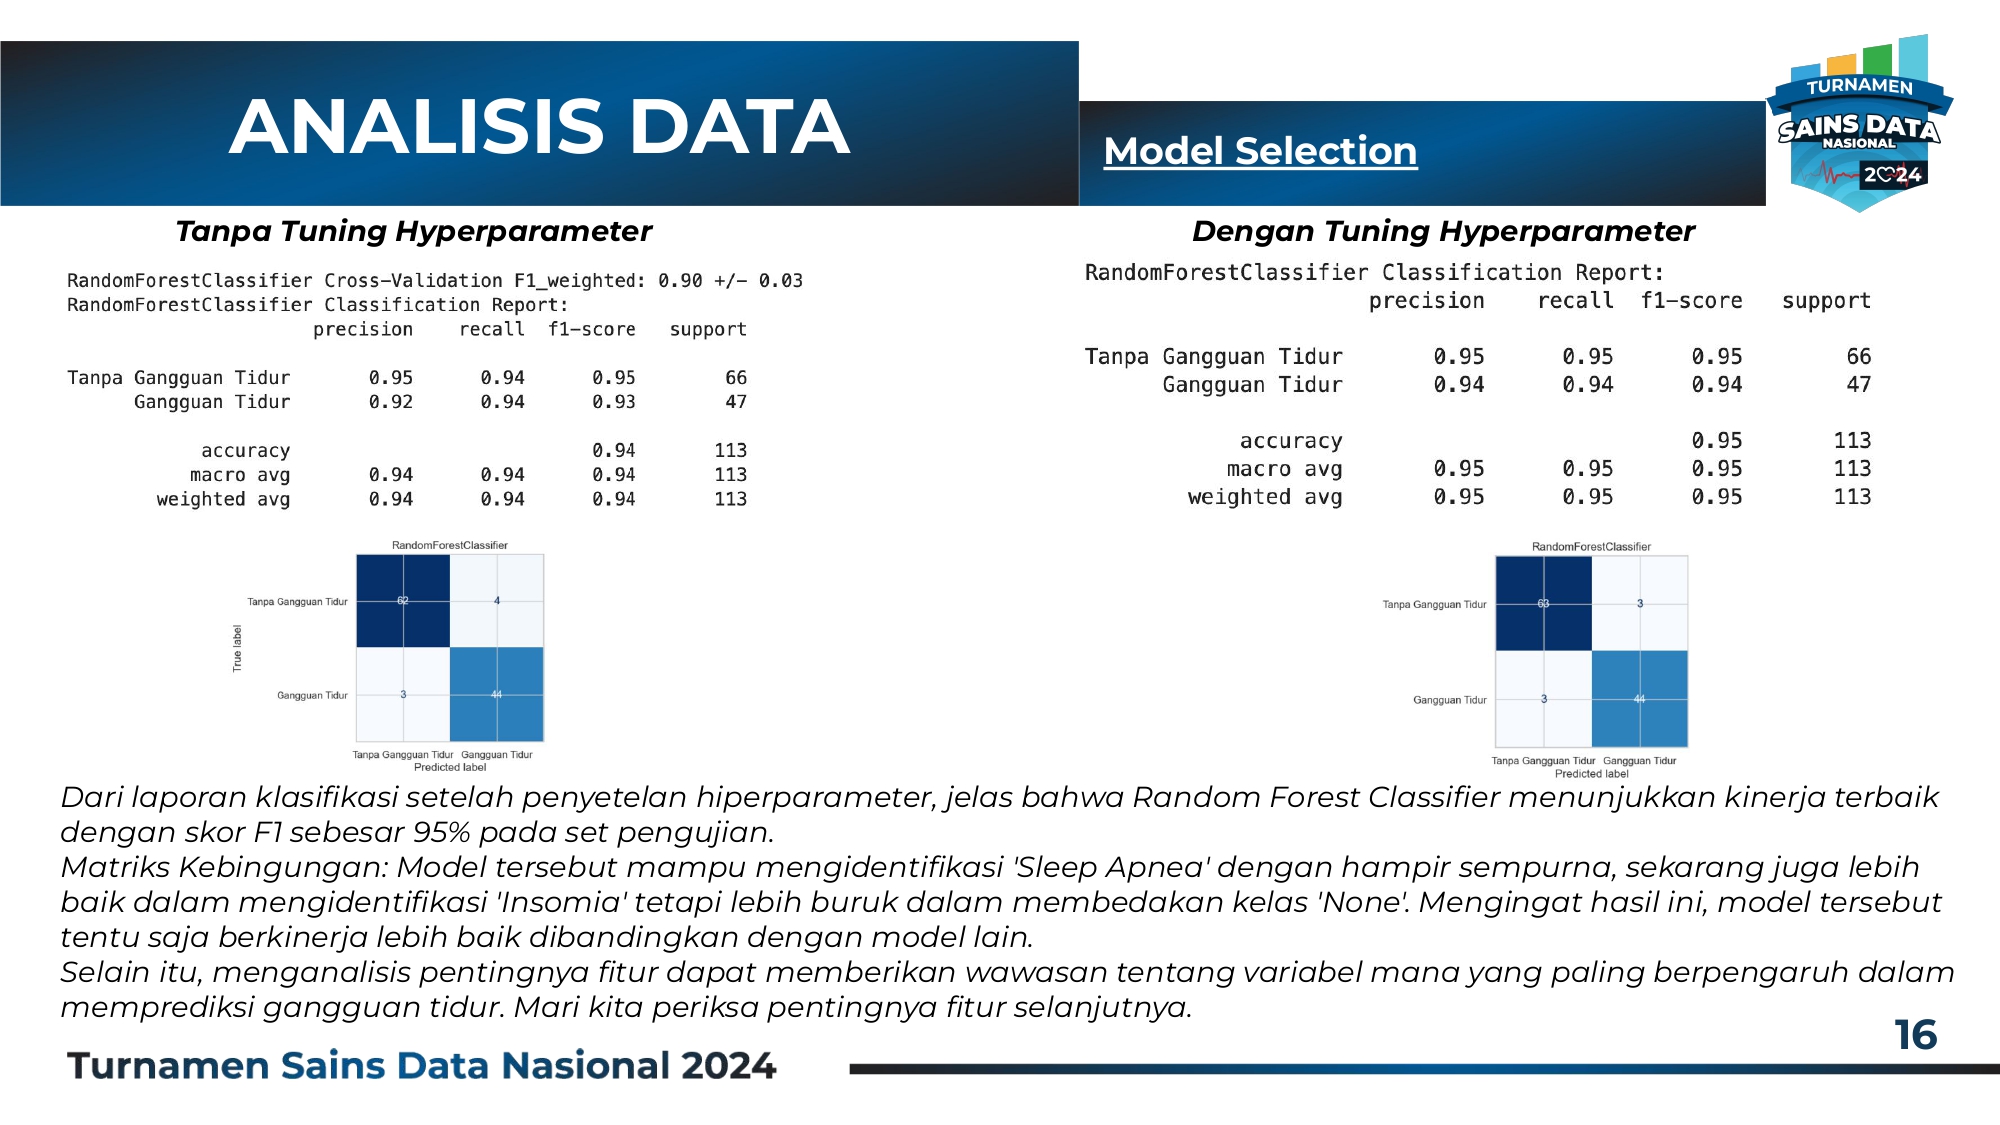 ANALISIS DATA
Model Selection
TURNAMEN
SAINS DATA
NASIONAL
2024
Tanpa Tuning Hyperparameter
RandomForestClassifier Cross-Validation F1_weighted: 0.90 +/- 0.03
RandomForestClassifier Classification Report:
precision recall f1-score support
Tanpa Gangguan Tidur 0.95 0.94 0.95 66
Gangguan Tidur 0.92 0.94 0.93 47
accuracy 0.94 113
macro avg 0.94 0.94 0.94 113
weighted avg 0.94 0.94 0.94 113
RandomForestClassifier
True label
Tanpa Gangguan Tidur 62 4
Gangguan Tidur 3 44
Tanpa Gangguan Tidur Gangguan Tidur
Predicted label
Dengan Tuning Hyperparameter
RandomForestClassifier Classification Report:
precision recall f1-score support
Tanpa Gangguan Tidur 0.95 0.95 0.95 66
Gangguan Tidur 0.94 0.94 0.94 47
accuracy 0.95 113
macro avg 0.95 0.95 0.95 113
weighted avg 0.95 0.95 0.95 113
RandomForestClassifier
Tanpa Gangguan Tidur 63 3
Gangguan Tidur 3 44
Tanpa Gangguan Tidur Gangguan Tidur
Predicted label
Dari laporan klasifikasi setelah penyetelan hiperparameter, jelas bahwa Random Forest Classifier menunjukkan kinerja terbaik
dengan skor F1 sebesar 95% pada set pengujian.
Matriks Kebingungan: Model tersebut mampu mengidentifikasi 'Sleep Apnea' dengan hampir sempurna, sekarang juga lebih
baik dalam mengidentifikasi 'Insomia' tetapi lebih buruk dalam membedakan kelas 'None'. Mengingat hasil ini, model tersebut
tentu saja berkinerja lebih baik dibandingkan dengan model lain.
Selain itu, menganalisis pentingnya fitur dapat memberikan wawasan tentang variabel mana yang paling berpengaruh dalam
memprediksi gangguan tidur. Mari kita periksa pentingnya fitur selanjutnya.
16
Turnamen Sains Data Nasional 2024